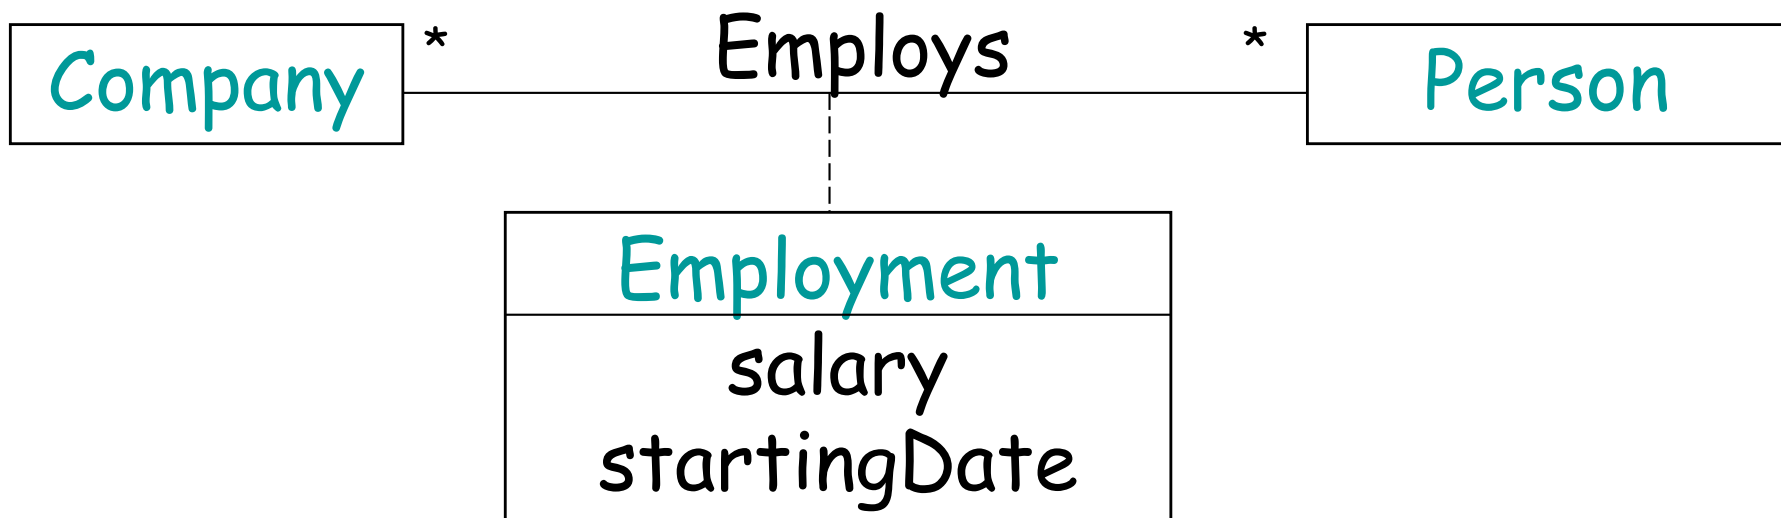 Company * Employs * Person
Employment
salary
startingDate